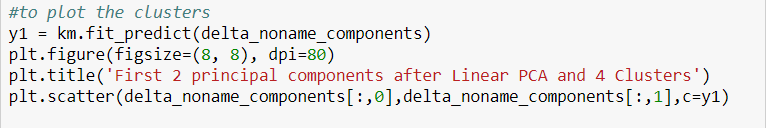 #to plot the clusters
y1 = km.fit_predict(delta_noname_components)
plt.figure(figsize=(8, 8), dpi=80)
plt.title('First 2 principal components after Linear PCA and 4 Clusters')
plt.scatter(delta_noname_components[:,0],delta_noname_components[:,1],c=y1)